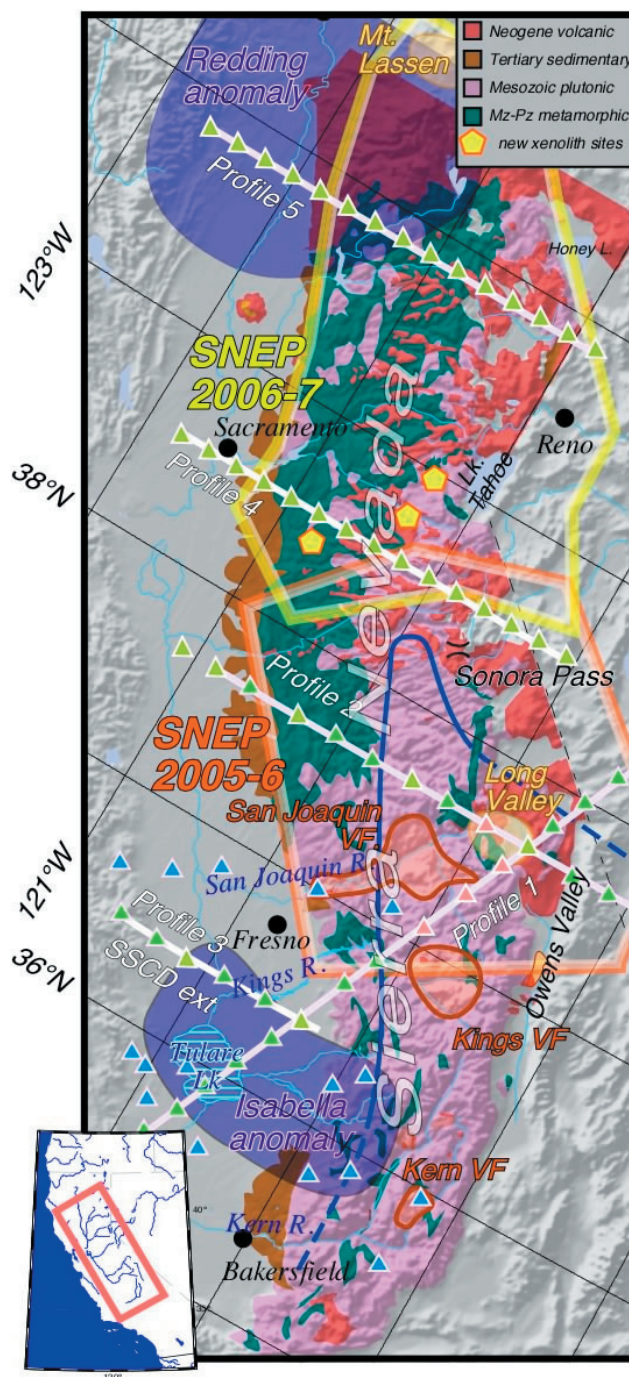 Redding
anomaly
Mt.
Lassen
Neogene volcanic
Tertiary sedimentary
Mesozoic plutonic
Mz-Pz metamorphic
new xenolith sites
Profile 5
Honey L.
123°W
SNEP
2006-7
Sacramento
Reno
Lk.
Tahoe
Profile 4
38°N
Sierra Nevada
Sonora Pass
Profile 2
SNEP
2005-6
Long
Valley
San Joaquin
VF
San Joaquin R.
121°W
Profile 1
Profile 3
SSCD ext
Fresno
Kings R.
Owens Valley
36°N
Kings VF
Tulare
Lk
Isabella
anomaly
Kern VF
Kern R.
Bakersfield
40°
35°